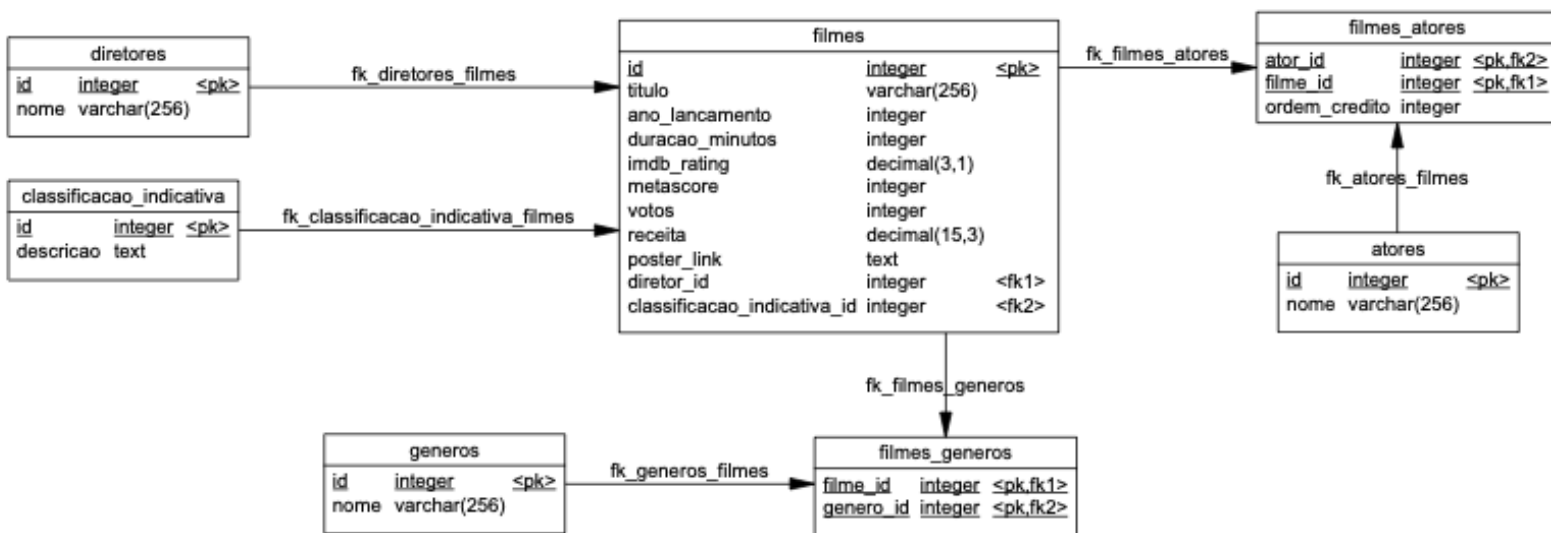 diretores
id integer <pk>
nome varchar(256)
fk_diretores_filmes
classificacao_indicativa
id integer <pk>
descricao text
fk_classificacao_indicativa_filmes
filmes
id integer <pk>
titulo varchar(256)
ano_lancamento integer
duracao_minutos integer
imdb_rating decimal(3,1)
metascore integer
votos integer
receita decimal(15,3)
poster_link text
diretor_id integer <fk1>
classificacao_indicativa_id integer <fk2>
fk_filmes_atores
filmes_atores
ator_id integer <pk,fk2>
filme_id integer <pk,fk1>
ordem_credito integer
fk_atores_filmes
atores
id integer <pk>
nome varchar(256)
fk_filmes_generos
generos
id integer <pk>
nome varchar(256)
fk_generos_filmes
filmes_generos
filme_id integer <pk,fk1>
genero_id integer <pk,fk2>